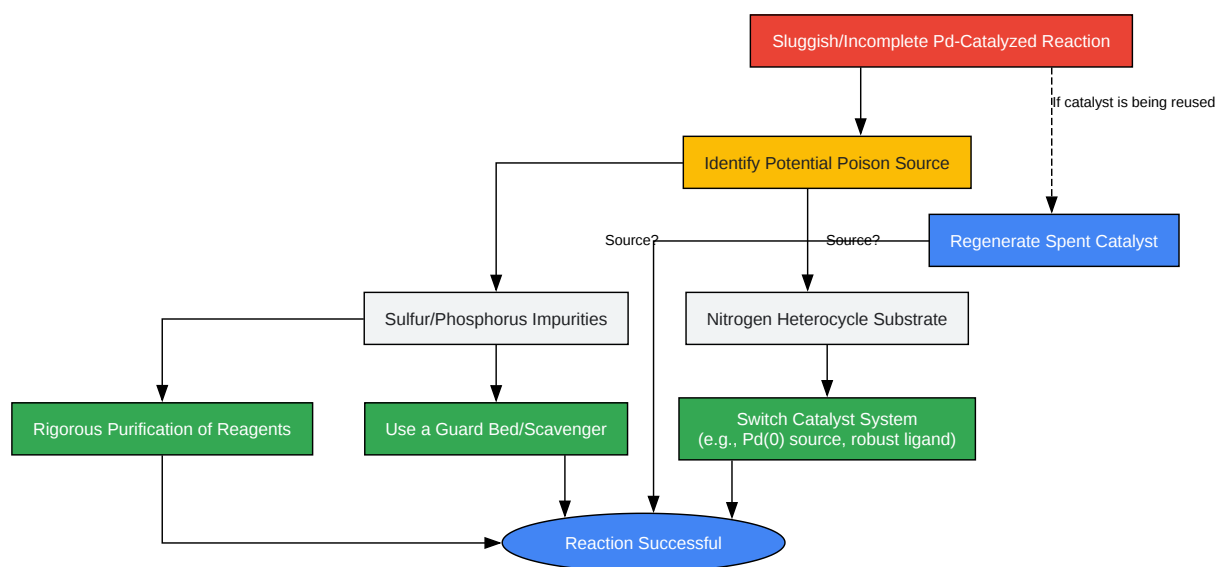 Sluggish/Incomplete Pd-Catalyzed Reaction
If catalyst is being reused
Identify Potential Poison Source
Source?
Source?
Regenerate Spent Catalyst
Sulfur/Phosphorus Impurities
Nitrogen Heterocycle Substrate
Rigorous Purification of Reagents
Use a Guard Bed/Scavenger
Switch Catalyst System
(e.g., Pd(0) source, robust ligand)
Reaction Successful